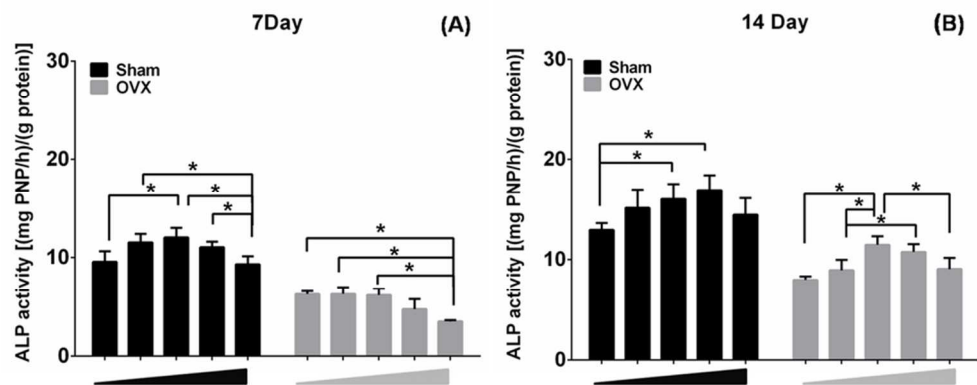 7Day
(A)
ALP activity [(mg PNP/h)/(g protein)]
30
20
10
0
Sham
OVX
*
*
*
*
*
*
*
14 Day
(B)
ALP activity [(mg PNP/h)/(g protein)]
30
20
10
0
Sham
OVX
*
*
*
*
*
*